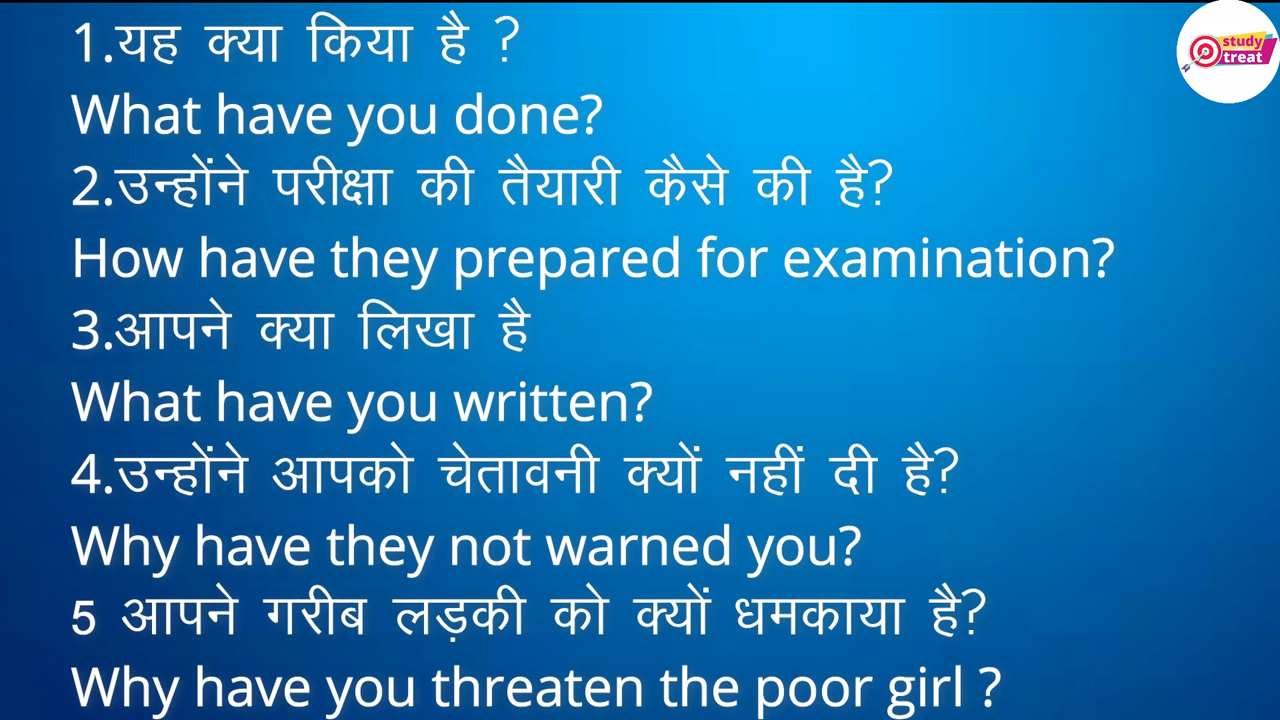 study
treat
1.यह क्या किया है ?
What have you done?
2.उन्होंने परीक्षा की तैयारी कैसे की है?
How have they prepared for examination?
3.आपने क्या लिखा है
What have you written?
4.उन्होंने आपको चेतावनी क्यों नहीं दी है?
Why have they not warned you?
5 आपने गरीब लड़की को क्यों धमकाया है?
Why have you threaten the poor girl ?